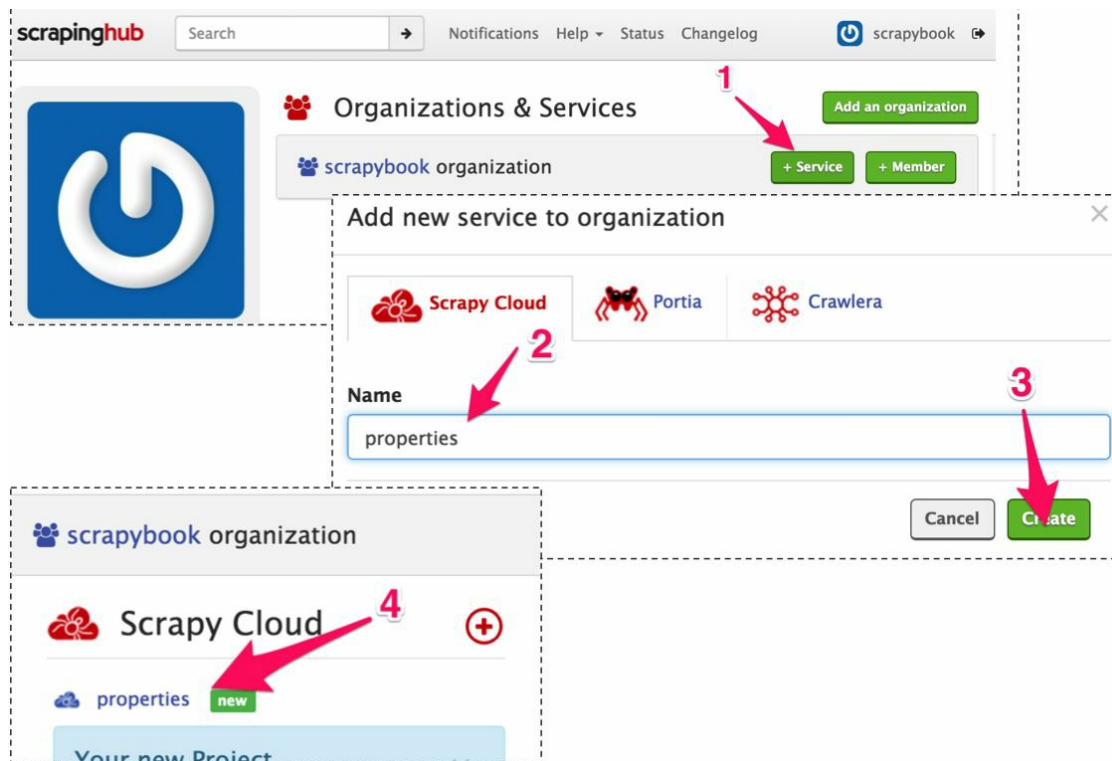 scrapinghub Search Notifications Help Status Changelog scrapybook
1
Organizations & Services Add an organization
scrapybook organization + Service + Member
Add new service to organization
Scrapy Cloud Portia Crawlera
2
3
Name
properties
Cancel Create
scrapybook organization
4
Scrapy Cloud
properties new
Your new Project